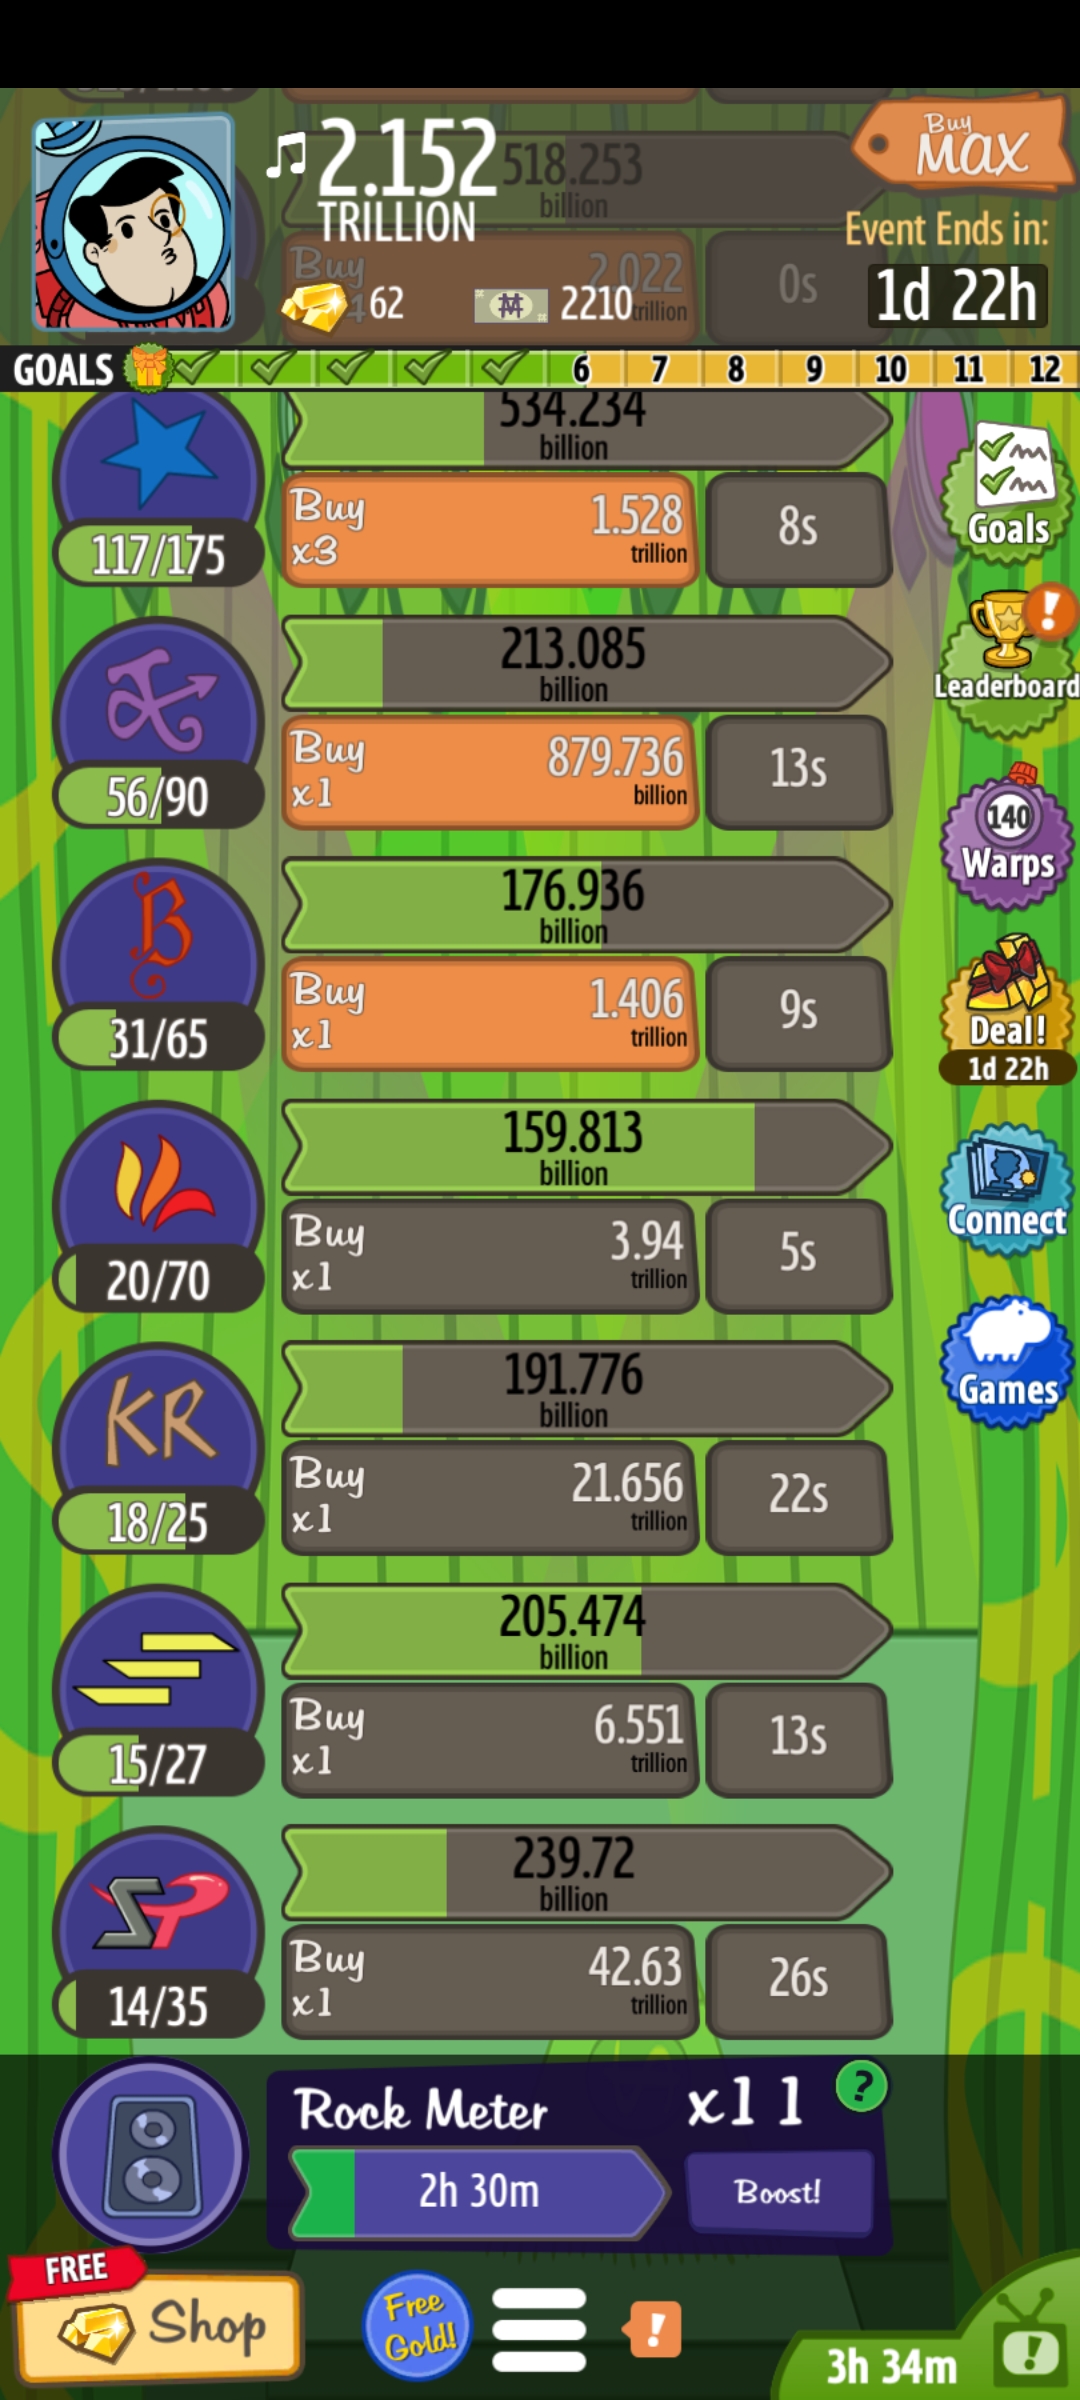 2.152
TRILLION
518.253
billion
Buy
MAX
Event Ends in:
1d 22h
Buy
2.022
trillion
0s
62
2210
GOALS
6 7 8 9 10 11 12
534.234
billion
Buy
x3
1.528
trillion
8s
117/175
Goals
213.085
billion
Buy
x1
879.736
billion
13s
56/90
Leaderboard
B
176.936
billion
Buy
x1
1.406
trillion
9s
31/65
140
Warps
Deal!
1d 22h
159.813
billion
Buy
x1
3.94
trillion
5s
20/70
Connect
KR
191.776
billion
Buy
x1
21.656
trillion
22s
18/25
Games
205.474
billion
Buy
x1
6.551
trillion
13s
15/27
SP
239.72
billion
Buy
x1
42.63
trillion
26s
14/35
Rock Meter
x11
?
2h 30m
Boost!
FREE
Shop
Free
Gold!
!
3h 34m
!